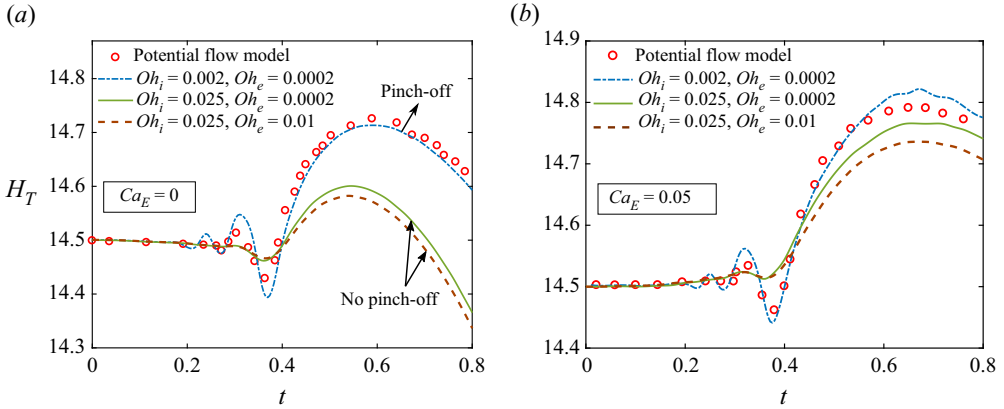 (a)
14.8
14.7
14.6
14.5
14.4
14.3
H_T
Potential flow model
Oh_i = 0.002, Oh_e = 0.0002
Oh_i = 0.025, Oh_e = 0.0002
Oh_i = 0.025, Oh_e = 0.01
Pinch-off
Ca_E = 0
No pinch-off
0 0.2 0.4 0.6 0.8
t
(b)
14.9
14.8
14.7
14.6
14.5
14.4
Potential flow model
Oh_i = 0.002, Oh_e = 0.0002
Oh_i = 0.025, Oh_e = 0.0002
Oh_i = 0.025, Oh_e = 0.01
Ca_E = 0.05
0 0.2 0.4 0.6 0.8
t